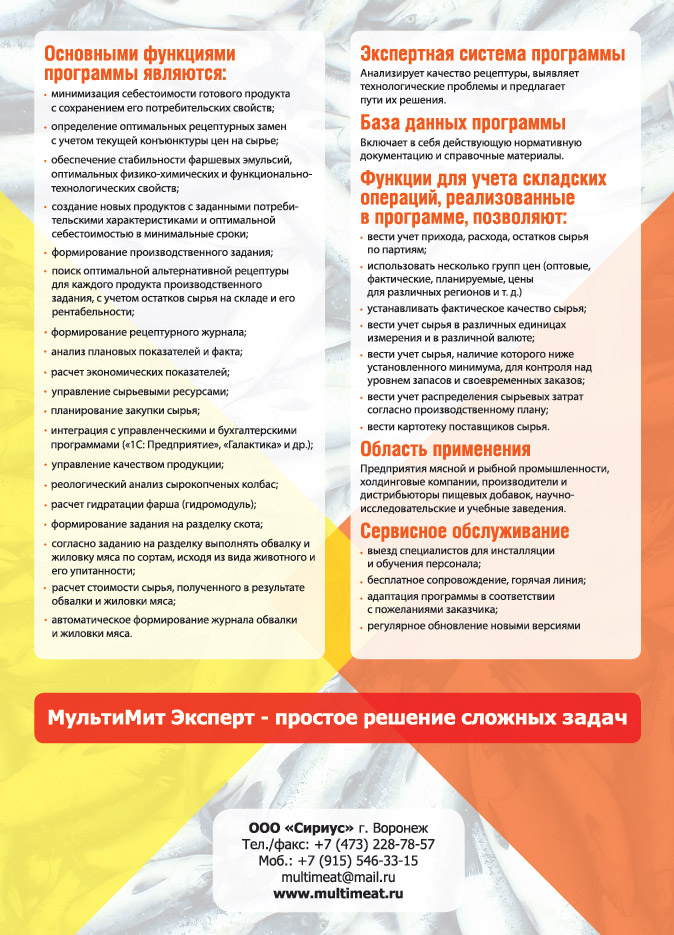 Основными функциями
программы являются:
• минимизация себестоимости готового продукта
с сохранением его потребительских свойств;
• определение оптимальных рецептурных замен
с учетом текущей конъюнктуры цен на сырье;
• обеспечение стабильности фаршевых эмульсий,
оптимальных физико-химических и функционально-
технологических свойств;
• создание новых продуктов с заданными потреби-
тельскими характеристиками и оптимальной
себестоимостью в минимальные сроки;
• формирование производственного задания;
• поиск оптимальной альтернативной рецептуры
для каждого продукта производственного
задания, с учетом остатков сырья на складе и его
рентабельности;
• формирование рецептурного журнала;
• анализ плановых показателей и факта;
• расчет экономических показателей;
• управление сырьевыми ресурсами;
• планирование закупки сырья;
• интеграция с управленческими и бухгалтерскими
программами («1С: Предприятие», «Галактика» и др.);
• управление качеством продукции;
• реологический анализ сырокопченых колбас;
• расчет гидратации фарша (гидромодуль);
• формирование задания на разделку скота;
• согласно заданию на разделку выполнять обвалку и
жиловку мяса по сортам, исходя из вида животного и
его упитанности;
• расчет стоимости сырья, полученного в результате
обвалки и жиловки мяса;
• автоматическое формирование журнала обвалки
и жиловки мяса.
Экспертная система программы
Анализирует качество рецептуры, выявляет
технологические проблемы и предлагает
пути их решения.
База данных программы
Включает в себя действующую нормативную
документацию и справочные материалы.
Функции для учета складских
операций, реализованные
в программе, позволяют:
• вести учет прихода, расхода, остатков сырья
по партиям;
• использовать несколько групп цен (оптовые,
фактические, планируемые, цены
для различных регионов и т. д.)
• устанавливать фактическое качество сырья;
• вести учет сырья в различных единицах
измерения и в различной валюте;
• вести учет сырья, наличие которого ниже
установленного минимума, для контроля над
уровнем запасов и своевременных заказов;
• вести учет распределения сырьевых затрат
согласно производственному плану;
• вести картотеку поставщиков сырья.
Область применения
Предприятия мясной и рыбной промышленности,
холдинговые компании, производители и
дистрибьюторы пищевых добавок, научно-
исследовательские и учебные заведения.
Сервисное обслуживание
• выезд специалистов для инсталляции
и обучения персонала;
• бесплатное сопровождение, горячая линия;
• адаптация программы в соответствии
с пожеланиями заказчика;
• регулярное обновление новыми версиями
МультиМит Эксперт - простое решение сложных задач
ООО «Сириус» г. Воронеж
Тел./факс: +7 (473) 228-78-57
Моб.: +7 (915) 546-33-15
multimeat@mail.ru
www.multimeat.ru